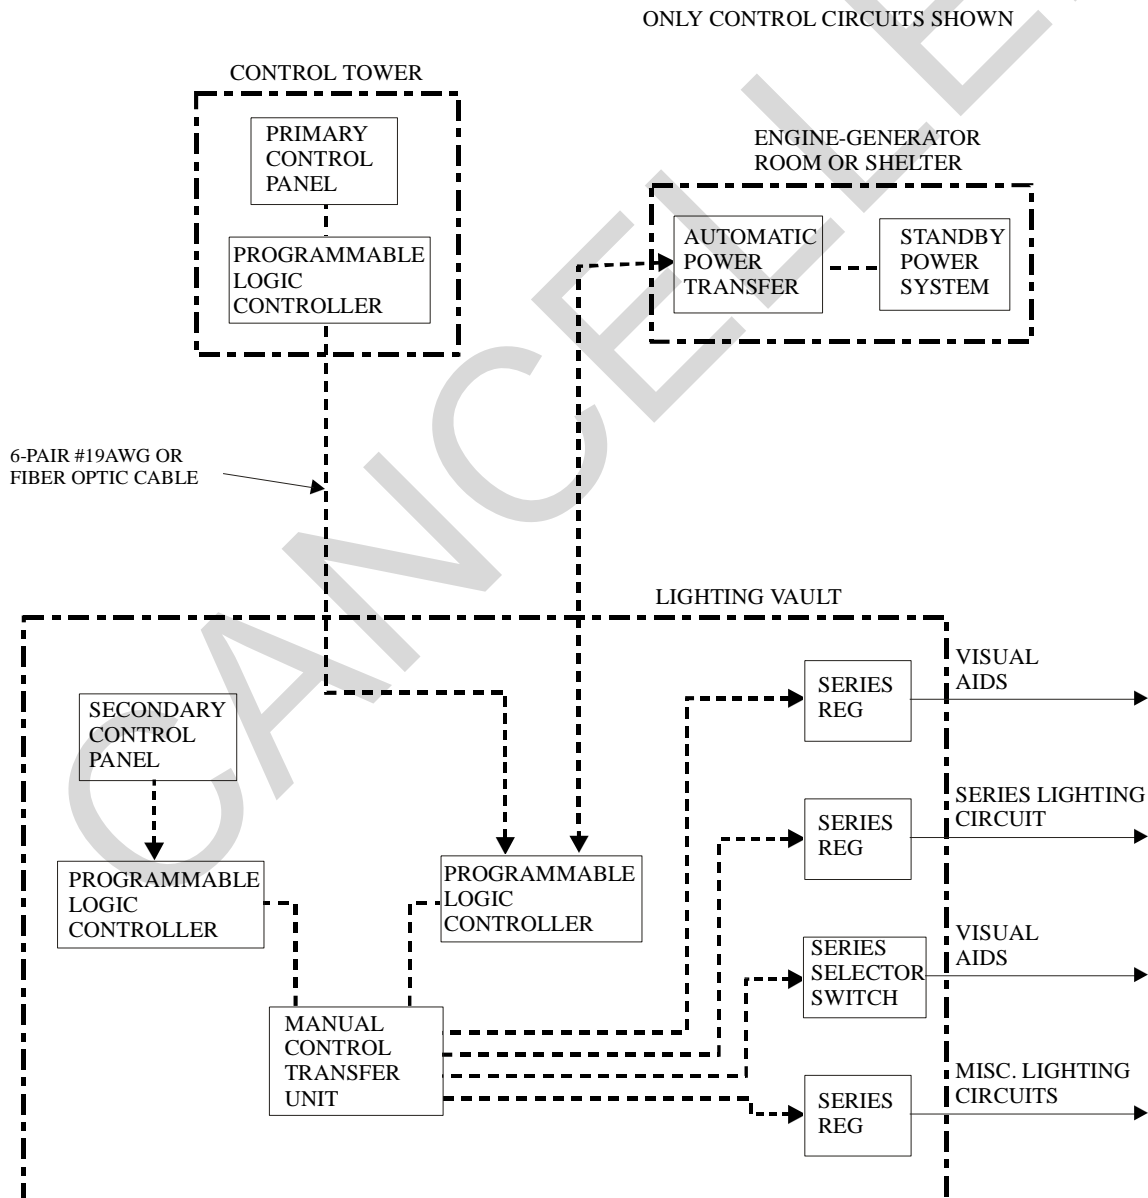 ONLY CONTROL CIRCUITS SHOWN
CONTROL TOWER
PRIMARY
CONTROL
PANEL
PROGRAMMABLE
LOGIC
CONTROLLER
ENGINE-GENERATOR
ROOM OR SHELTER
AUTOMATIC
POWER
TRANSFER
STANDBY
POWER
SYSTEM
6-PAIR #19AWG OR
FIBER OPTIC CABLE
LIGHTING VAULT
SECONDARY
CONTROL
PANEL
PROGRAMMABLE
LOGIC
CONTROLLER
PROGRAMMABLE
LOGIC
CONTROLLER
MANUAL
CONTROL
TRANSFER
UNIT
SERIES
REG
VISUAL
AIDS
SERIES
REG
SERIES LIGHTING
CIRCUIT
SERIES
SELECTOR
SWITCH
VISUAL
AIDS
SERIES
REG
MISC. LIGHTING
CIRCUITS
CANCELLE